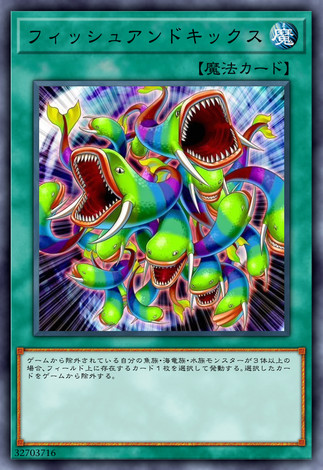 フィッシュアンドキックス
魔
【魔法カード】
ゲームから除外されている自分の魚族・海竜族・水族モンスターが3体以上の
場合、フィールド上に存在するカード1枚を選択して発動する。選択したカー
ドをゲームから除外する。
32703716